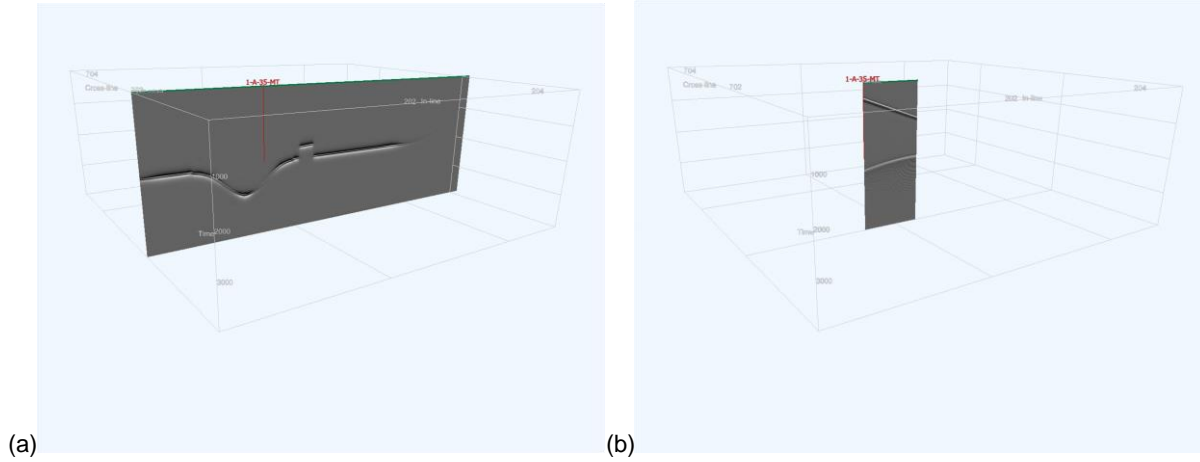 704
Cross-line
1-A-35-MT
202 In-line
204
1000
Time 2000
3000
(a)
704
Cross-line 702
1-A-35-MT
202 In-line
204
1000
Time 2000
3000
(b)